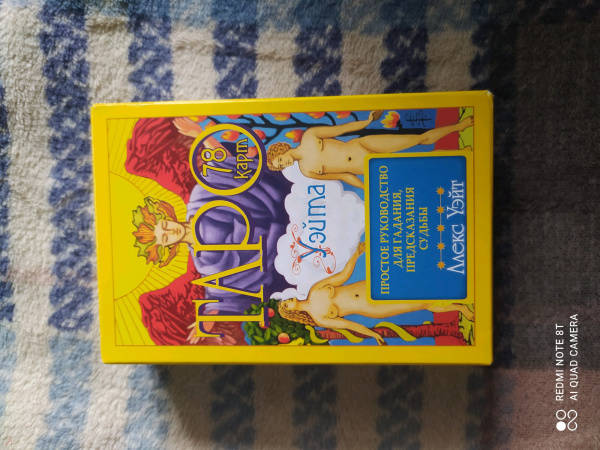 ТАРО
78
карт
Уэйта
ПРОСТОЕ РУКОВОДСТВО
ДЛЯ ГАДАНИЯ,
ПРЕДСКАЗАНИЯ
СУДЬБЫ
Алекс Уэйт
REDMI NOTE 8T
AI QUAD CAMERA